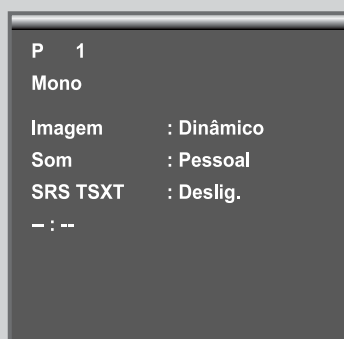 P 1
Mono
Imagem : Dinâmico
Som : Pessoal
SRS TSXT : Deslig.
– : --